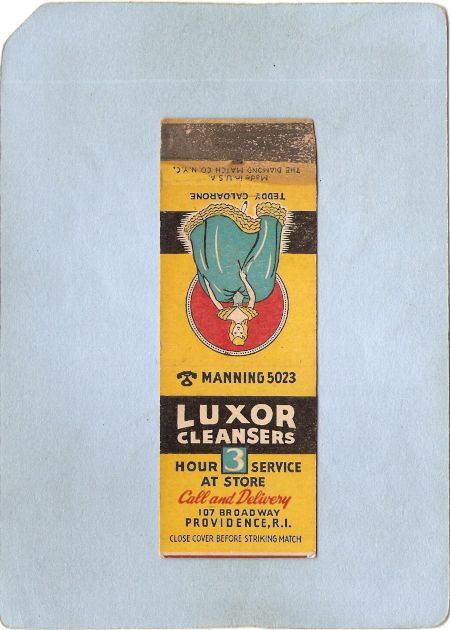 Made in U.S.A
THE DIAMOND MATCH CO. N.Y.C.
TEDDY CALDARONE
MANNING 5023
LUXOR
CLEANSERS
HOUR 3 SERVICE
AT STORE
Call and Delivery
107 BROADWAY
PROVIDENCE, R.I.
CLOSE COVER BEFORE STRIKING MATCH